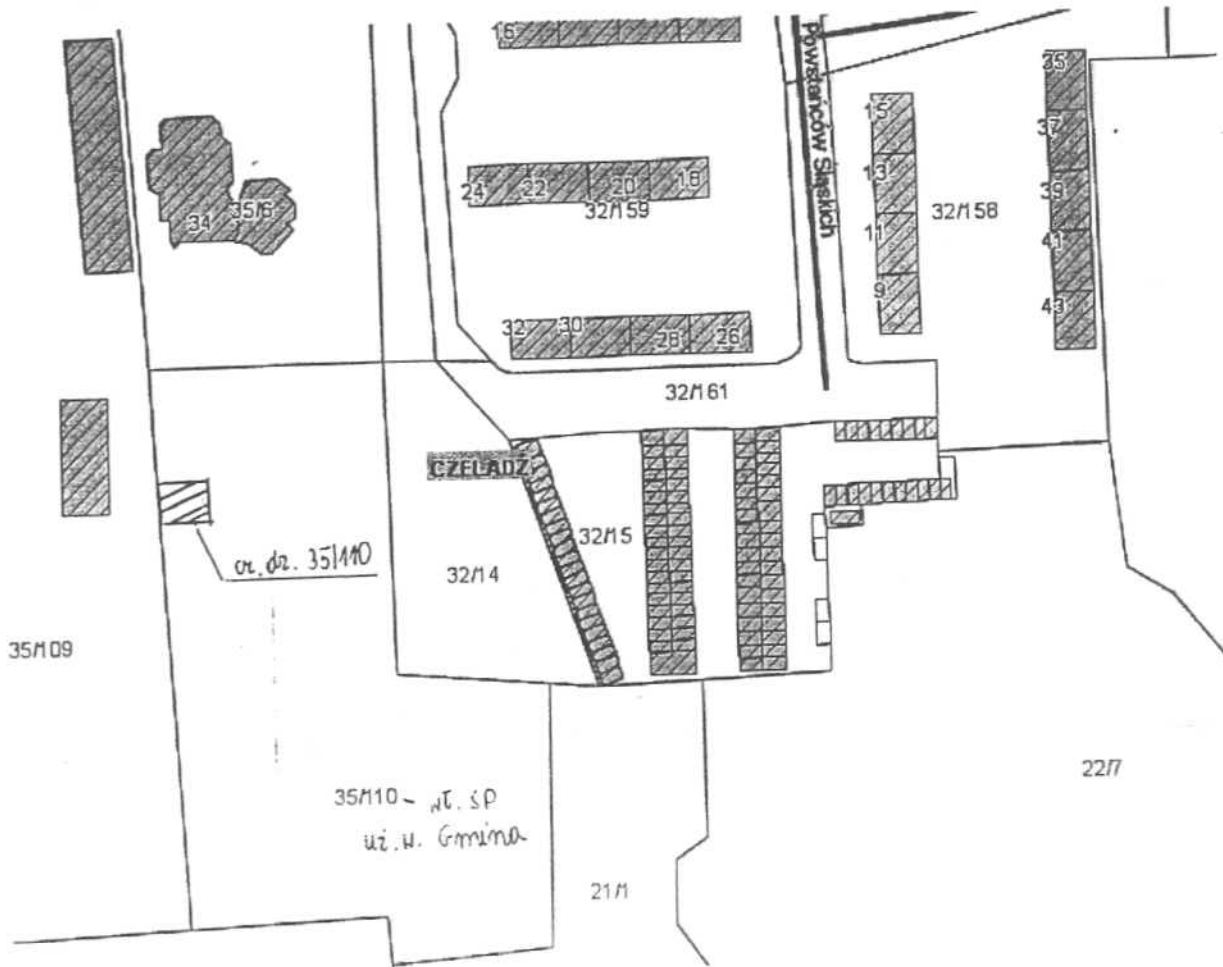 16
Powstańców Śląskich
35
15
37
24 22 20 18
13
39
32/159
32/158
34 35/6
11
41
9
43
32 30 28 26
32/161
CZELADŹ
32/15
cz. dz. 35/110
32/14
35/109
22/7
35/110 - wł. ŚP
uż. w. Gmina
21/1